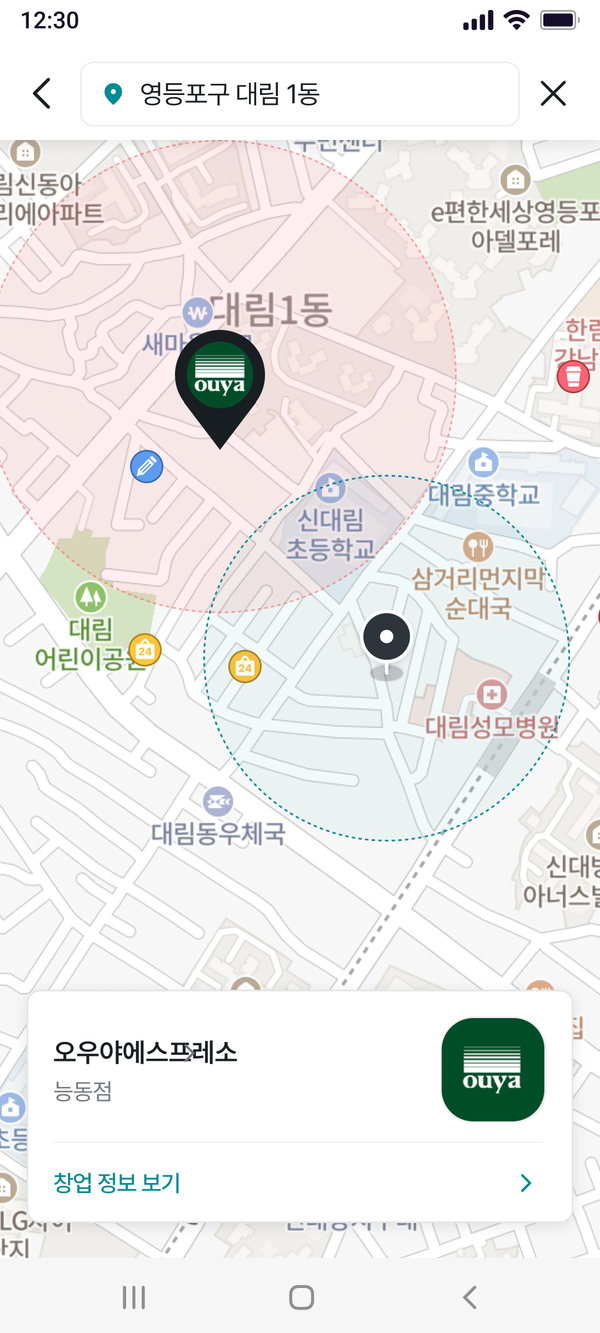 12:30
영등포구 대림 1동
림신동아
리에아파트
e편한세상영등포
아델포레
대림1동
새마
한림
강남
ouya
대림중학교
신대림
초등학교
삼거리먼지막
순대국
대림
어린이공원
24
24
대림성모병원
대림동우체국
신대방
아너스빌
오우야에스프레소
능동점
ouya
창업 정보 보기
초등